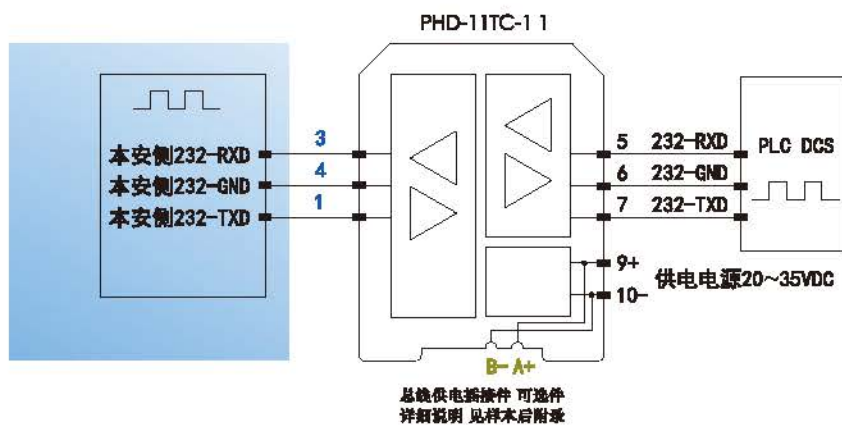 PHD-11TC-1 1
本安侧232-RXD
本安侧232-GND
本安侧232-TXD
3
4
1
5 232-RXD
6 232-GND
7 232-TXD
PLC DCS
9+
10-
供电电源20~35VDC
B- A+
总线供电插接件 可选件
详细说明 见样本后附录